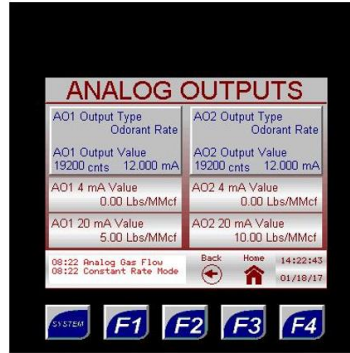 ANALOG OUTPUTS
AO1 Output Type
Odorant Rate
AO1 Output Value
19200 cnts 12.000 mA
AO2 Output Type
Odorant Rate
AO2 Output Value
19200 cnts 12.000 mA
AO1 4 mA Value
0.00 Lbs/MMcf
AO2 4 mA Value
0.00 Lbs/MMcf
AO1 20 mA Value
5.00 Lbs/MMcf
AO2 20 mA Value
10.00 Lbs/MMcf
08:22 Analog Gas Flow
08:22 Constant Rate Mode
Back
Home
14:22:43
01/18/17
SYSTEM F1 F2 F3 F4